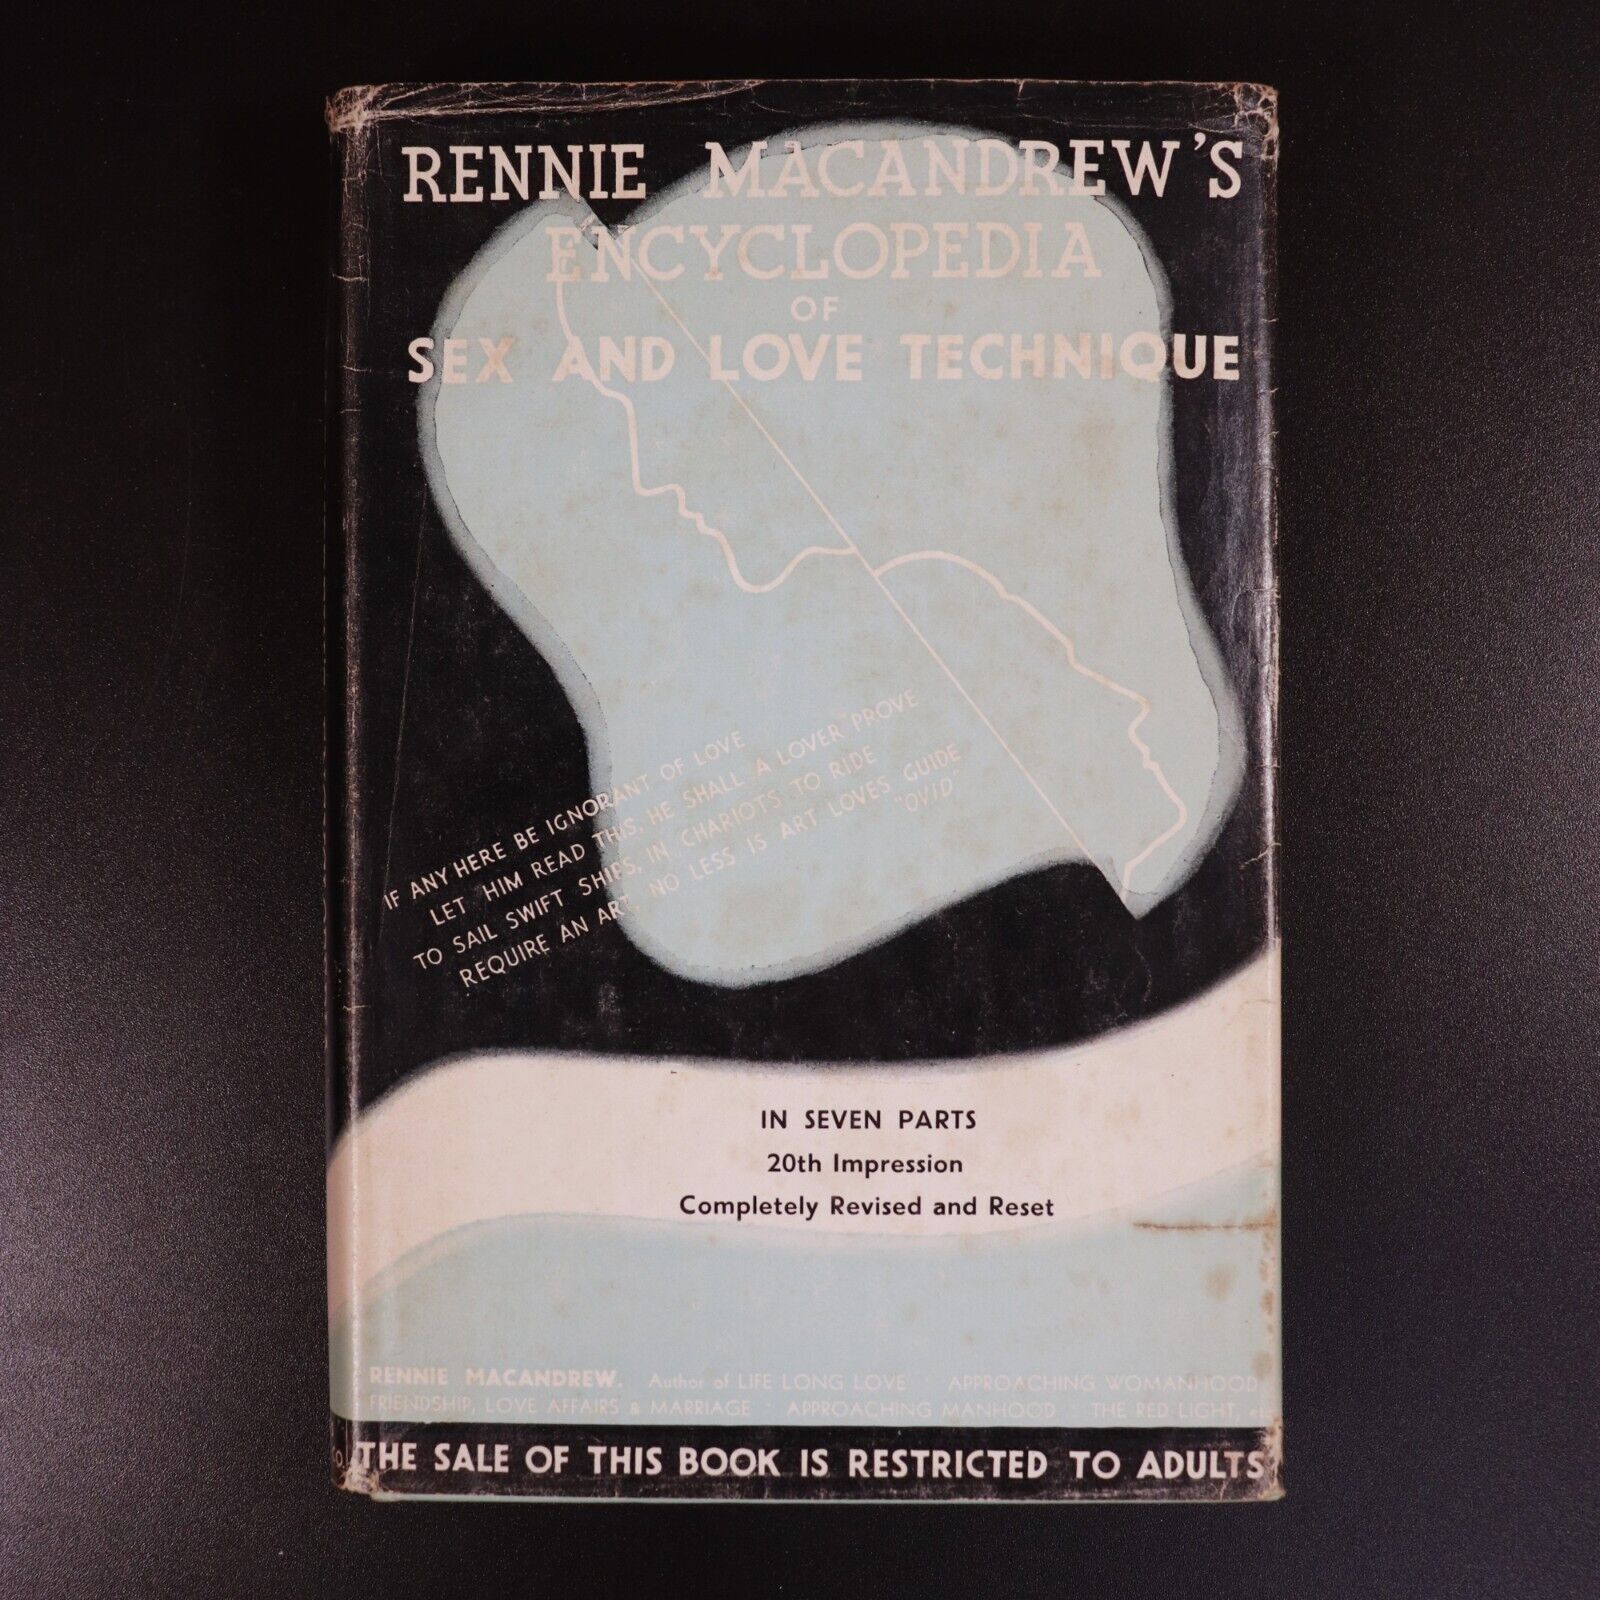 RENNIE MACANDREW'S
ENCYCLOPEDIA
OF
SEX AND LOVE TECHNIQUE
IF ANY HERE BE IGNORANT OF LOVE
LET HIM READ THIS, HE SHALL A LOVER PROVE
TO SAIL SWIFT SHIPS, IN CHARIOTS TO RIDE
REQUIRE AN ART, NO LESS IS ART LOVES GUIDE
"OVID"
IN SEVEN PARTS
20th Impression
Completely Revised and Reset
RENNIE MACANDREW. Author of LIFE LONG LOVE · APPROACHING WOMANHOOD
FRIENDSHIP, LOVE AFFAIRS & MARRIAGE · APPROACHING MANHOOD · THE RED LIGHT,
THE SALE OF THIS BOOK IS RESTRICTED TO ADULTS